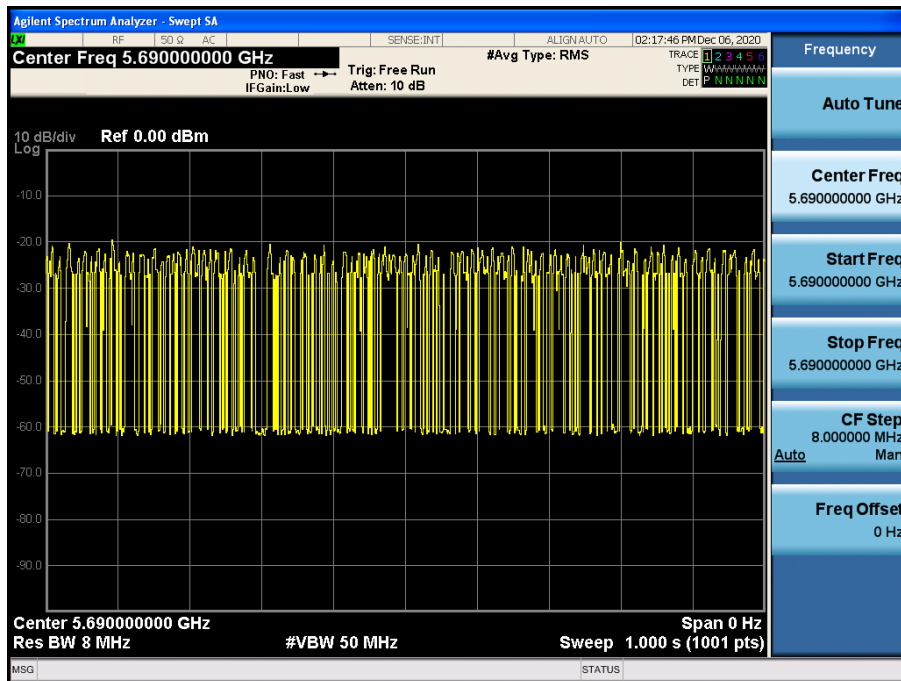 Agilent Spectrum Analyzer - Swept SA
LXI RF 50 Ω AC SENSE:INT ALIGN AUTO 02:17:46 PM Dec 06, 2020
Center Freq 5.690000000 GHz
#Avg Type: RMS
TRACE 1 2 3 4 5 6
TYPE WWWWWW
DET P N N N N N
PNO: Fast
IFGain:Low
Trig: Free Run
Atten: 10 dB
10 dB/div Ref 0.00 dBm
Log
-10.0
-20.0
-30.0
-40.0
-50.0
-60.0
-70.0
-80.0
-90.0
Center 5.690000000 GHz Span 0 Hz
Res BW 8 MHz #VBW 50 MHz Sweep 1.000 s (1001 pts)
MSG STATUS
Frequency
Auto Tune
Center Freq
5.690000000 GHz
Start Freq
5.690000000 GHz
Stop Freq
5.690000000 GHz
CF Step
8.000000 MHz
Auto Man
Freq Offset
0 Hz